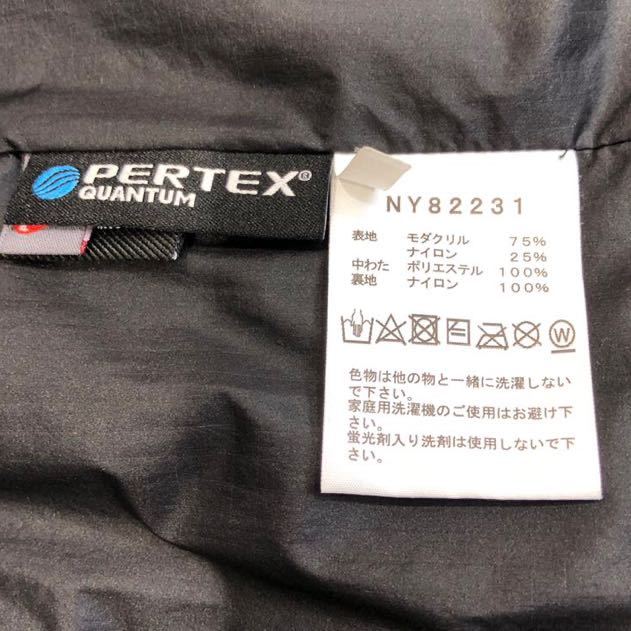 PERTEX®
QUANTUM
NY82231
表地 モダクリル 75%
ナイロン 25%
中わた ポリエステル 100%
裏地 ナイロン 100%
W
色物は他の物と一緒に洗濯しない
で下さい。
家庭用洗濯機のご使用はお避け下
さい。
蛍光剤入り洗剤は使用しないで下
さい。